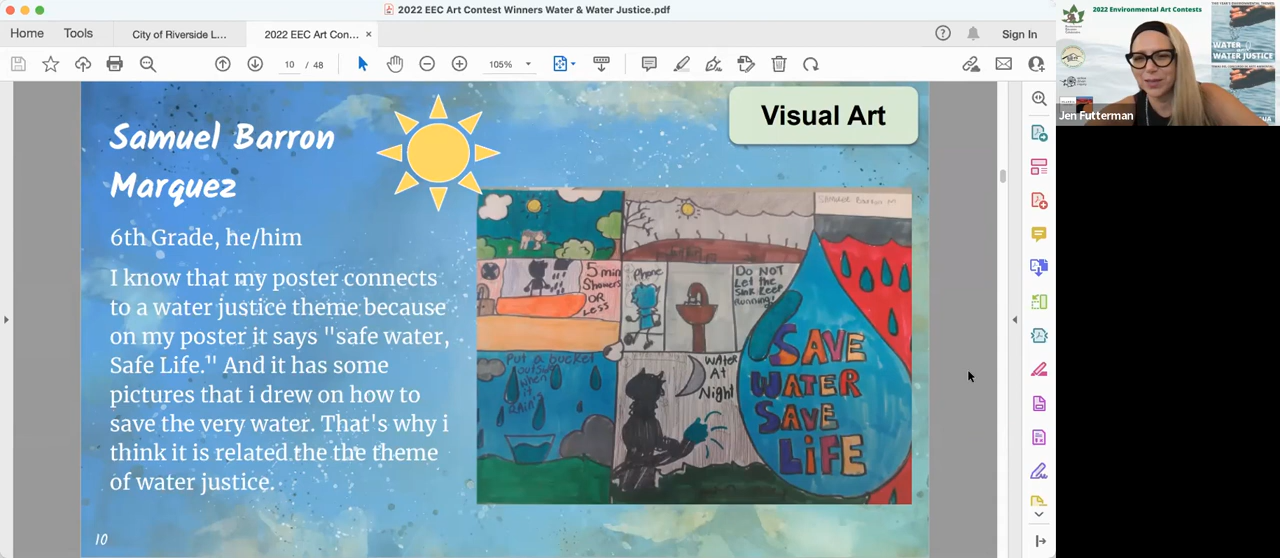 2022 EEC Art Contest Winners Water & Water Justice.pdf
Home
Tools
City of Riverside L...
2022 EEC Art Con...
Sign In
10 / 48
105%
Samuel Barron
Marquez
6th Grade, he/him
I know that my poster connects
to a water justice theme because
on my poster it says "safe water,
Safe Life." And it has some
pictures that i drew on how to
save the very water. That's why i
think it is related the the theme
of water justice.
10
Visual Art
Barron M
5 min
Showers
OR
Less
Phone
Do NOT
Let the
Sink Keep
Running!
Put a bucket
outside
when it
RAin
WAter
At
Night
SAVE
WATER
SAVE
LiFE
2022 Environmental Art Contests
WATER
WATER JUSTICE
Jen Futterman